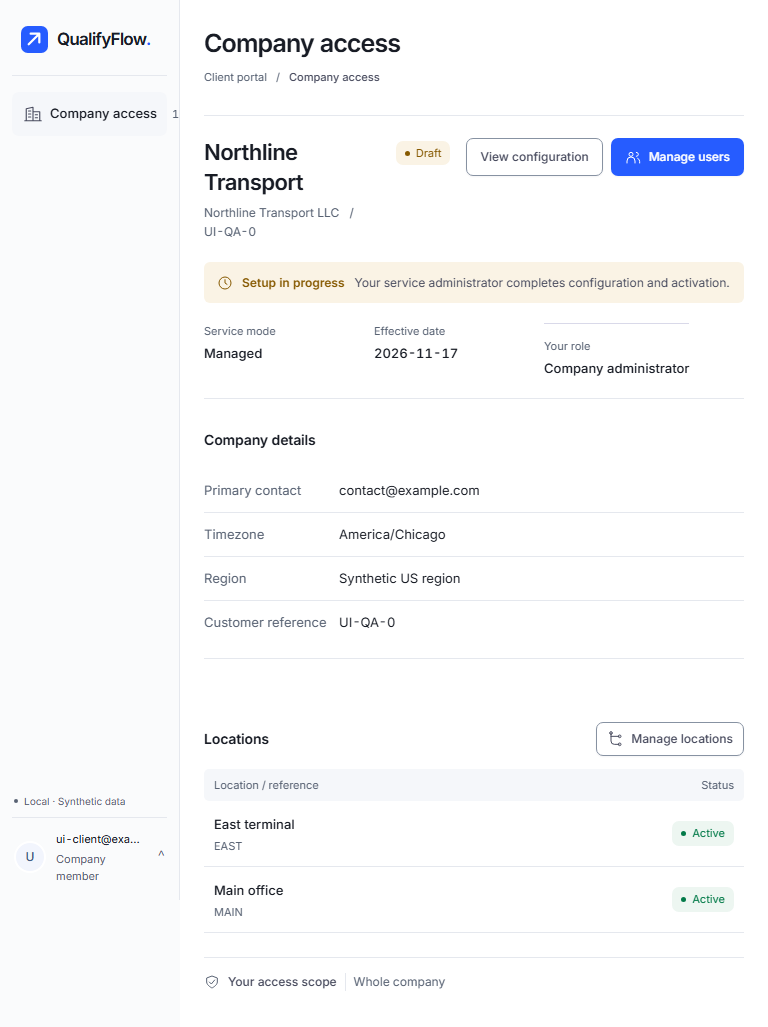 QualifyFlow.
Company access 1
Local · Synthetic data
U
ui-client@exa...
Company
member
Company access
Client portal / Company access
Northline
Transport
Draft
View configuration
Manage users
Northline Transport LLC /
UI-QA-0
Setup in progress Your service administrator completes configuration and activation.
Service mode
Managed
Effective date
2026-11-17
Your role
Company administrator
Company details
Primary contact contact@example.com
Timezone America/Chicago
Region Synthetic US region
Customer reference UI-QA-0
Locations
Manage locations
Location / reference Status
East terminal
EAST
Active
Main office
MAIN
Active
Your access scope Whole company